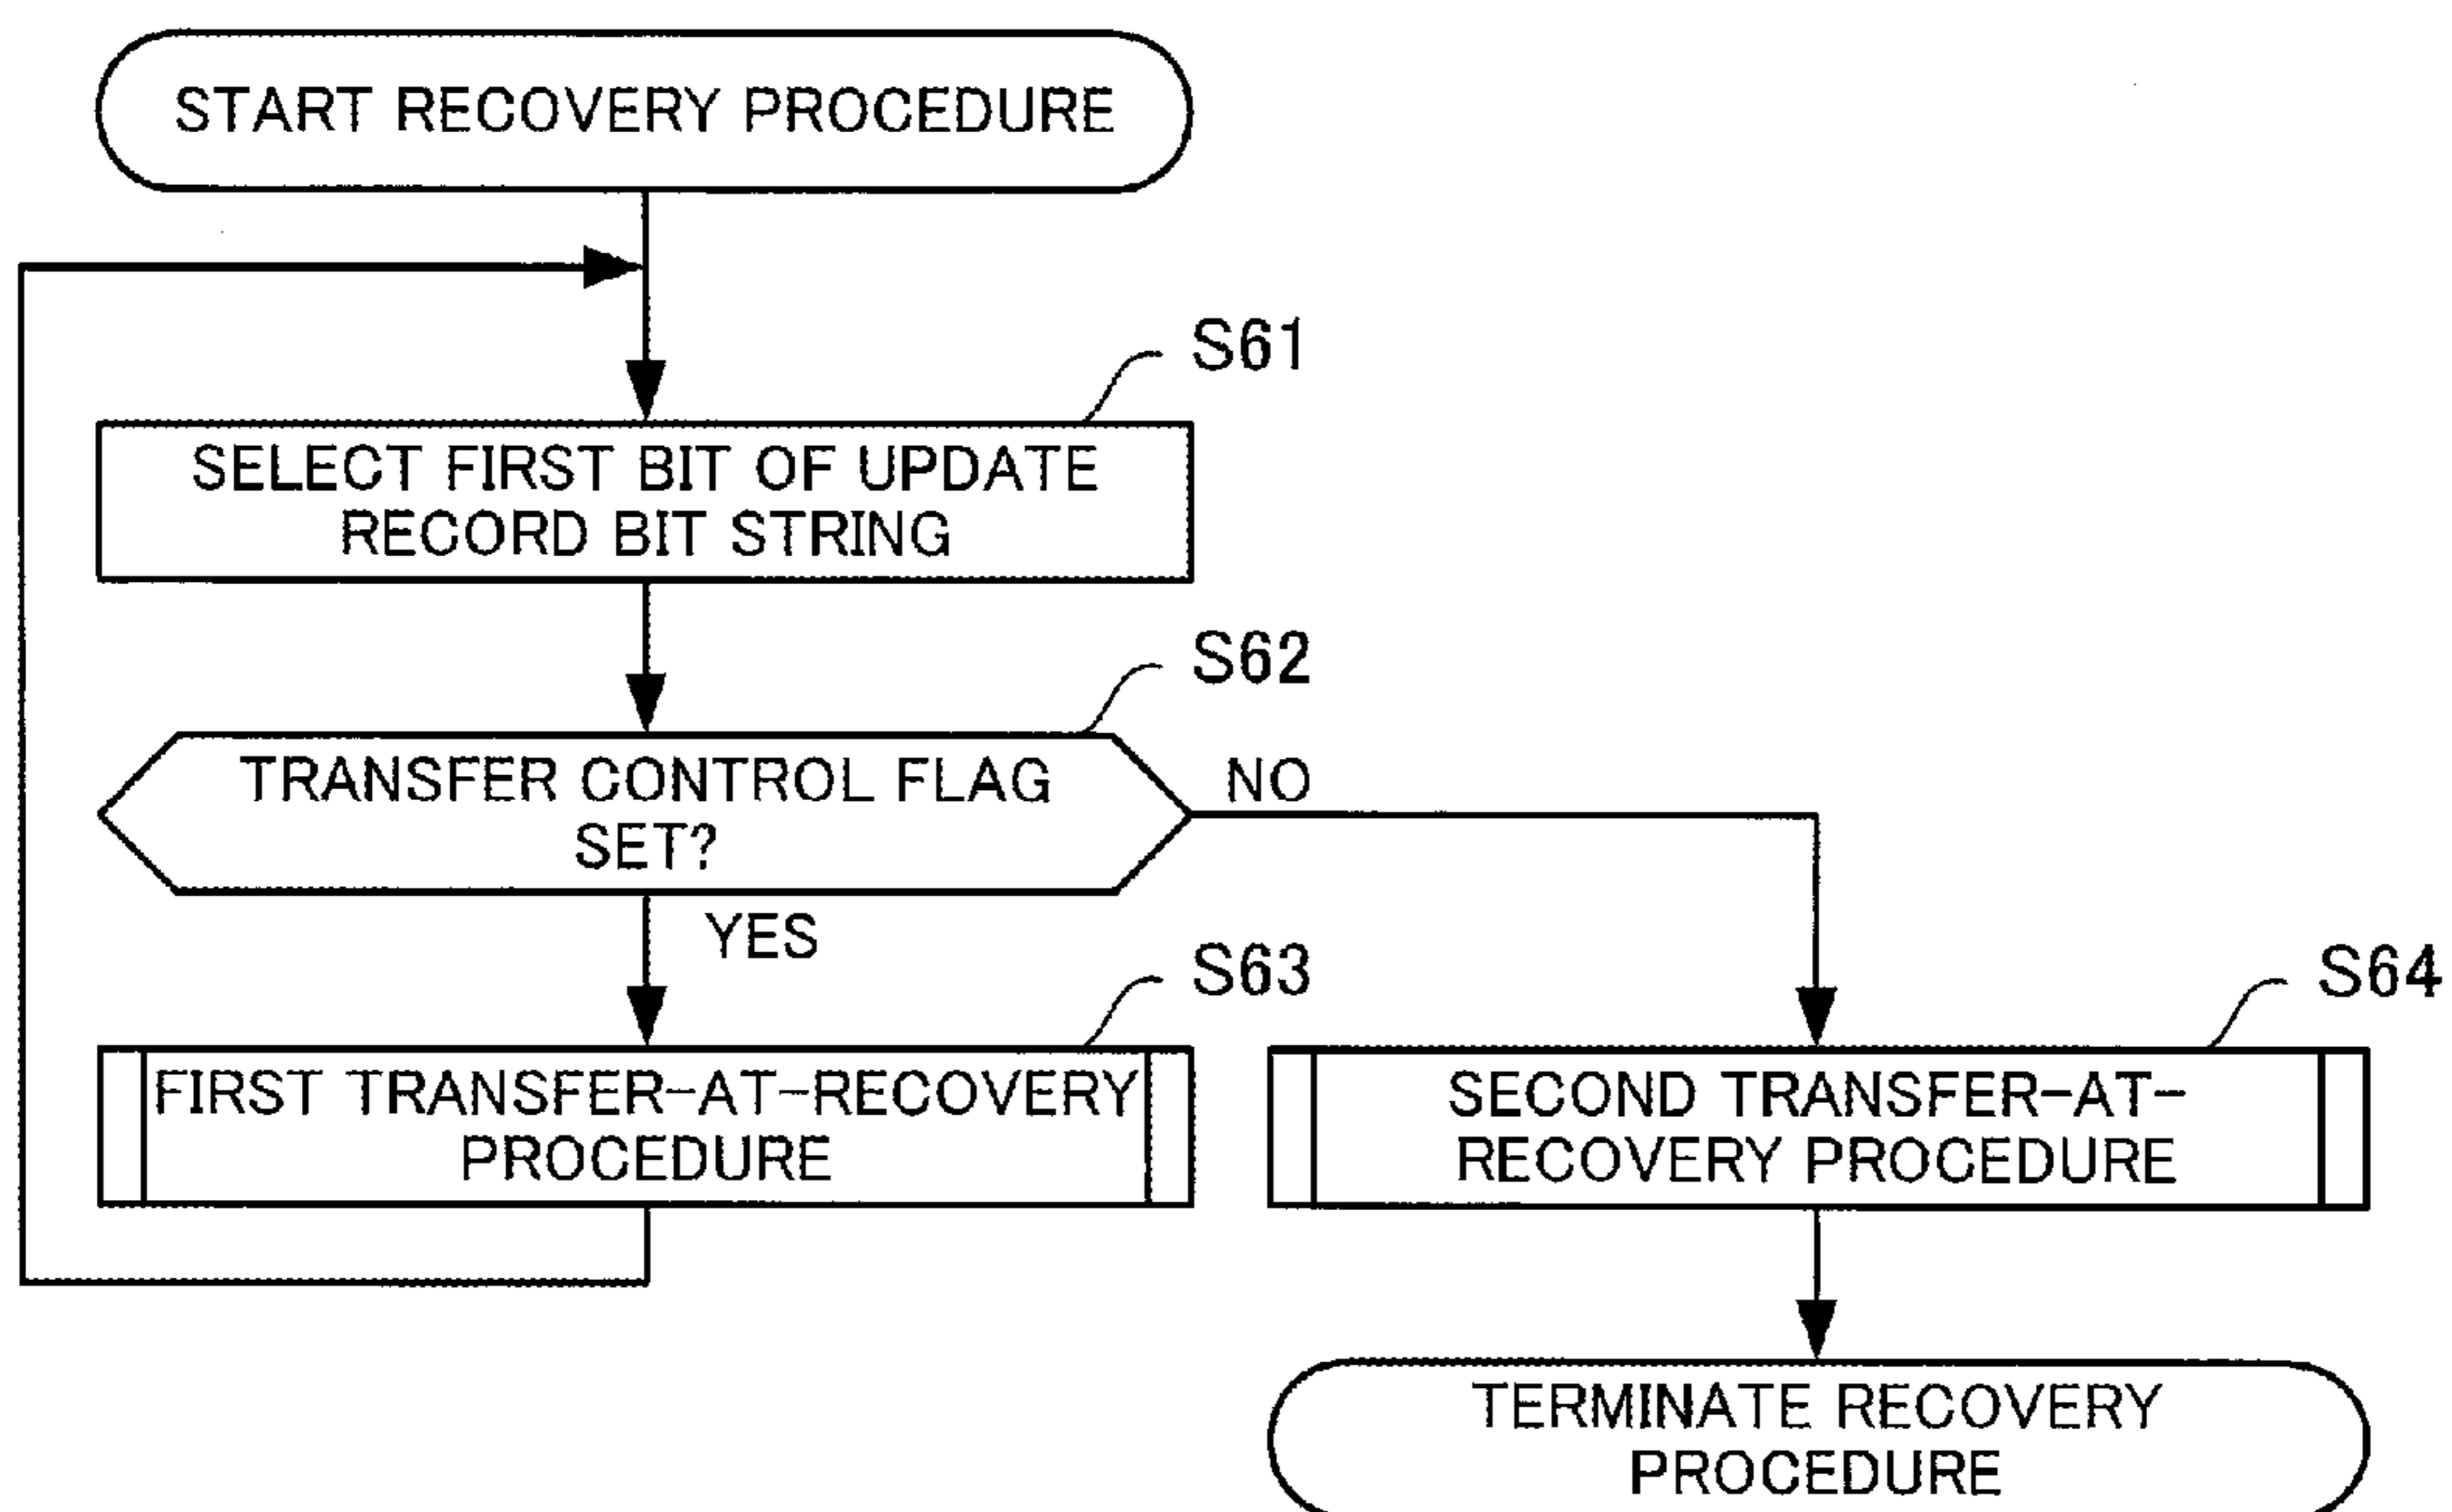 START RECOVERY PROCEDURE
S61
SELECT FIRST BIT OF UPDATE
RECORD BIT STRING
S62
TRANSFER CONTROL FLAG
SET?
NO
YES
S63
FIRST TRANSFER-AT-RECOVERY
PROCEDURE
S64
SECOND TRANSFER-AT-
RECOVERY PROCEDURE
TERMINATE RECOVERY
PROCEDURE